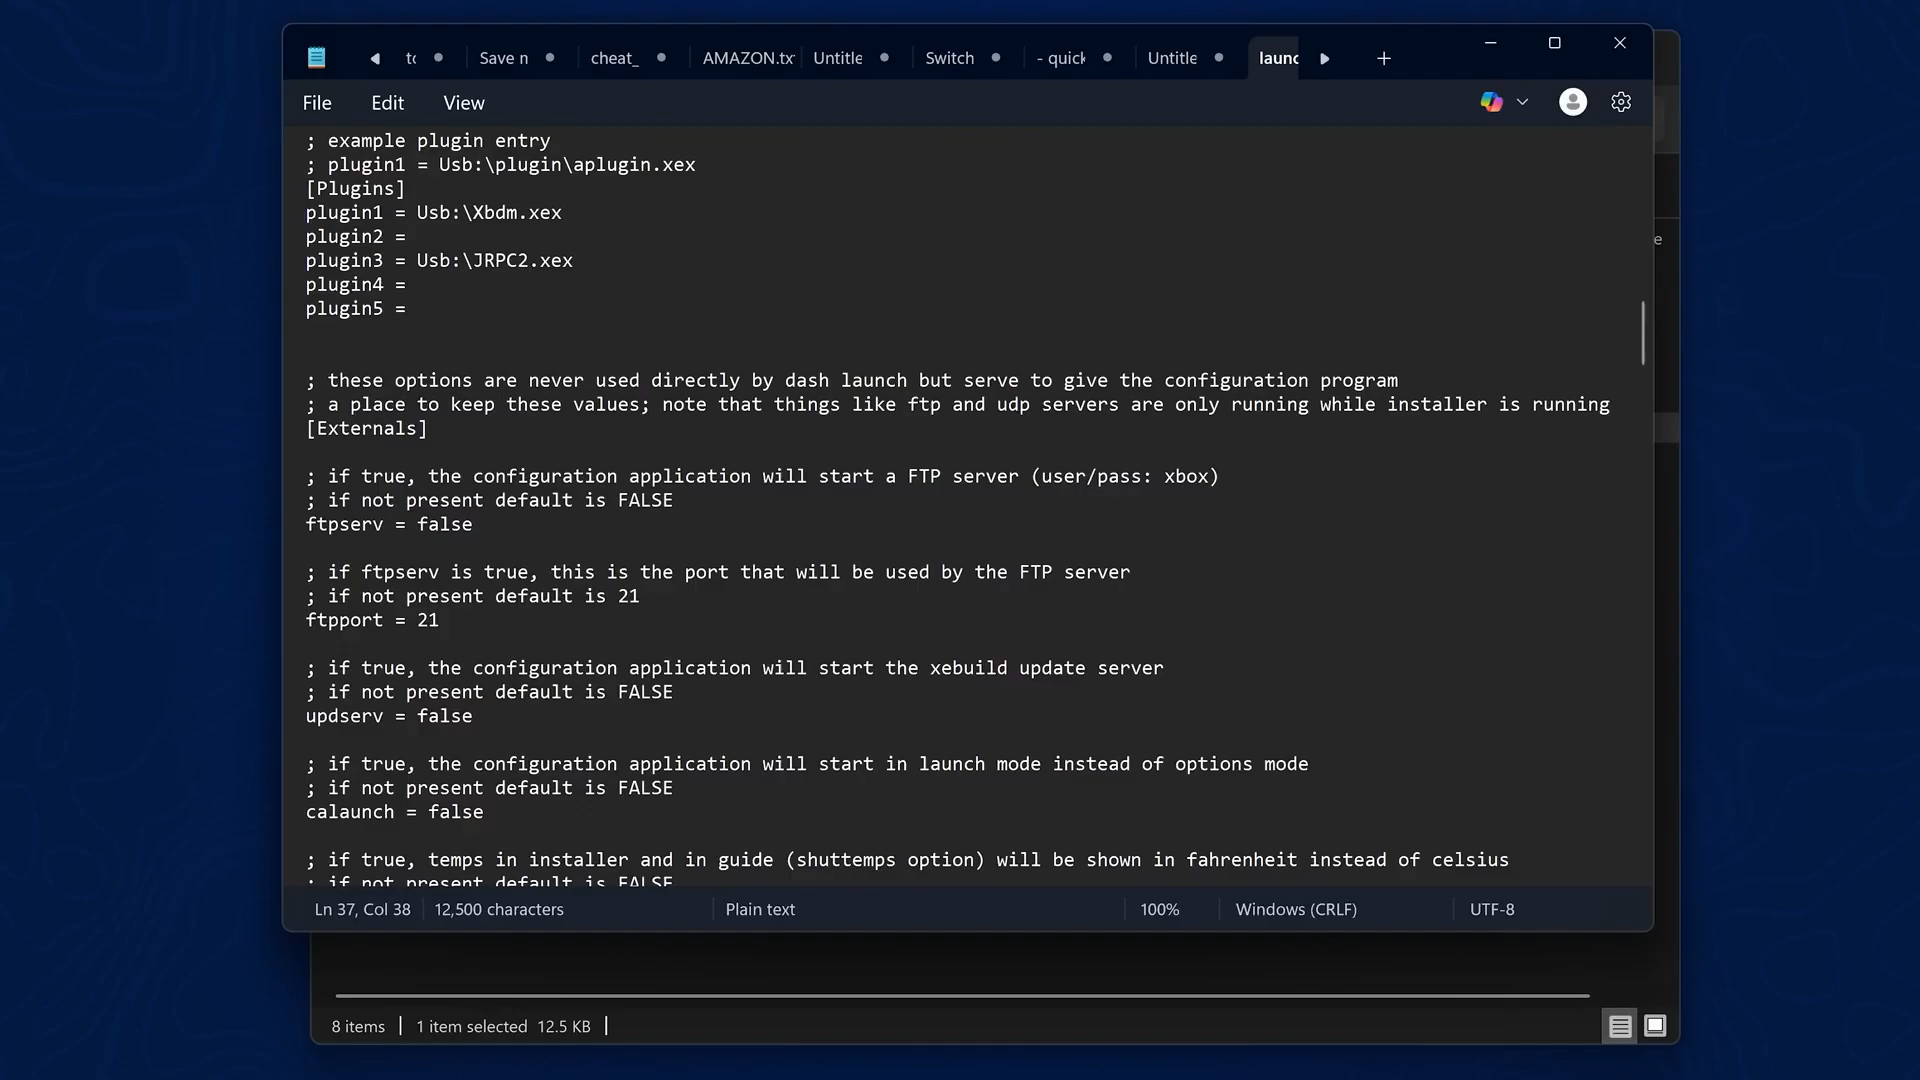 tc
Save n
cheat_
AMAZON.tx
Untitle
Switch
- quick
Untitle
launc
File
Edit
View
; example plugin entry
; plugin1 = Usb:\plugin\aplugin.xex
[Plugins]
plugin1 = Usb:\Xbdm.xex
plugin2 =
plugin3 = Usb:\JRPC2.xex
plugin4 =
plugin5 =
; these options are never used directly by dash launch but serve to give the configuration program
; a place to keep these values; note that things like ftp and udp servers are only running while installer is running
[Externals]
; if true, the configuration application will start a FTP server (user/pass: xbox)
; if not present default is FALSE
ftpserv = false
; if ftpserv is true, this is the port that will be used by the FTP server
; if not present default is 21
ftpport = 21
; if true, the configuration application will start the xebuild update server
; if not present default is FALSE
updserv = false
; if true, the configuration application will start in launch mode instead of options mode
; if not present default is FALSE
calaunch = false
; if true, temps in installer and in guide (shuttemps option) will be shown in fahrenheit instead of celsius
; if not present default is FALSE
Ln 37, Col 38
12,500 characters
Plain text
100%
Windows (CRLF)
UTF-8
e
8 items
1 item selected 12.5 KB